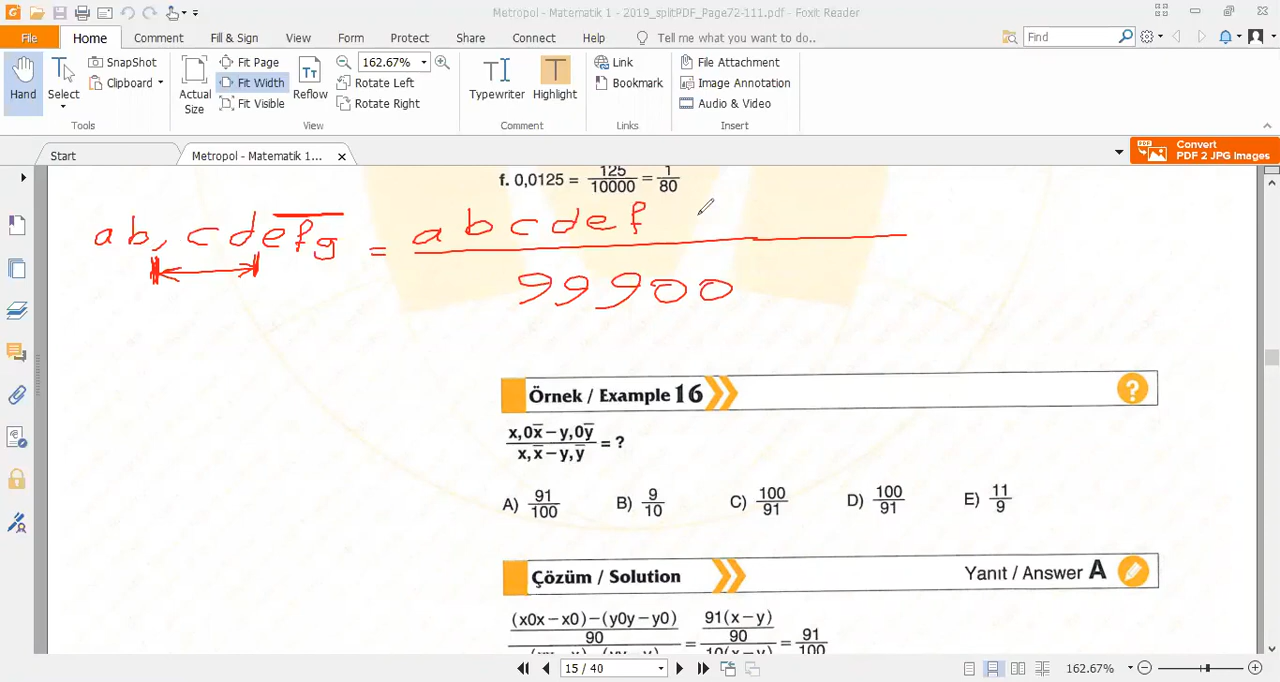 Metropol - Matematik 1 - 2019_splitPDF_Page72-111.pdf - Foxit Reader
File Home Comment Fill & Sign View Form Protect Share Connect Help Tell me what you want to do.. Find
Hand Select SnapShot Clipboard Actual Size Fit Page Fit Width Fit Visible Reflow 162.67% Rotate Left Rotate Right Typewriter Highlight Link Bookmark File Attachment Image Annotation Audio & Video
Tools View Comment Links Insert
Convert PDF 2 JPG Images
Start Metropol - Matematik 1...
f. 0,0125 = 125/10000 = 1/80
ab,cde̅f̅g̅ = abcdef/99900
Örnek / Example 16 ?
(x,0x̅ – y,0y̅)/(x,x̅ – y,y̅) = ?
A) 91/100 B) 9/10 C) 100/91 D) 100/91 E) 11/9
Çözüm / Solution Yanıt / Answer A
(x0x – x0) – (y0y – y0) 91(x – y)
90 = 90 = 91/100
10(x – y)
15 / 40 162.67%